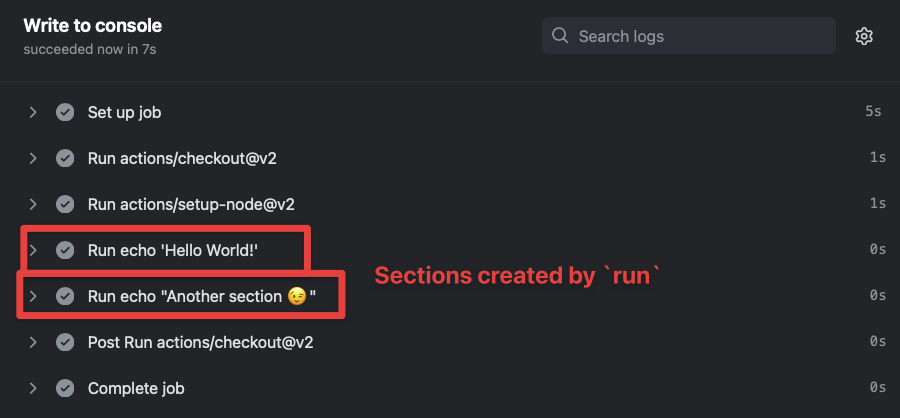 Write to console
succeeded now in 7s
Search logs
Set up job 5s
Run actions/checkout@v2 1s
Run actions/setup-node@v2 1s
Run echo 'Hello World!' 0s
Sections created by `run`
Run echo "Another section 😉" 0s
Post Run actions/checkout@v2 0s
Complete job 0s